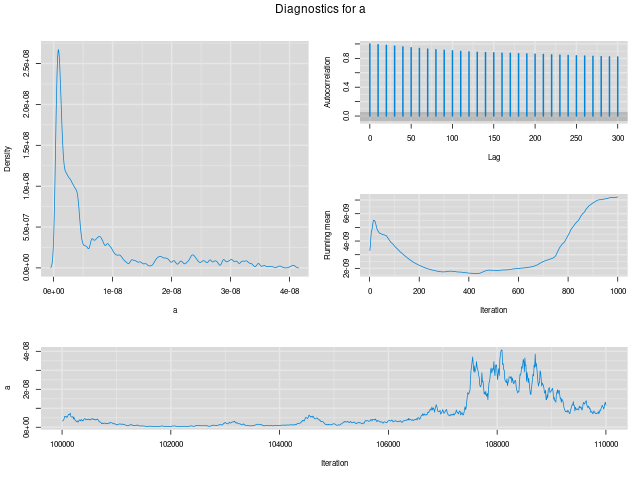 Diagnostics for a
Density
0.0e+00 5.0e+07 1.0e+08 1.5e+08 2.0e+08 2.5e+08
0e+00 1e-08 2e-08 3e-08 4e-08
a
Autocorrelation
0.0 0.4 0.8
0 50 100 150 200 250 300
Lag
Running mean
2e-09 4e-09 6e-09
0 200 400 600 800 1000
Iteration
a
0e+00 2e-08 4e-08
100000 102000 104000 106000 108000 110000
Iteration